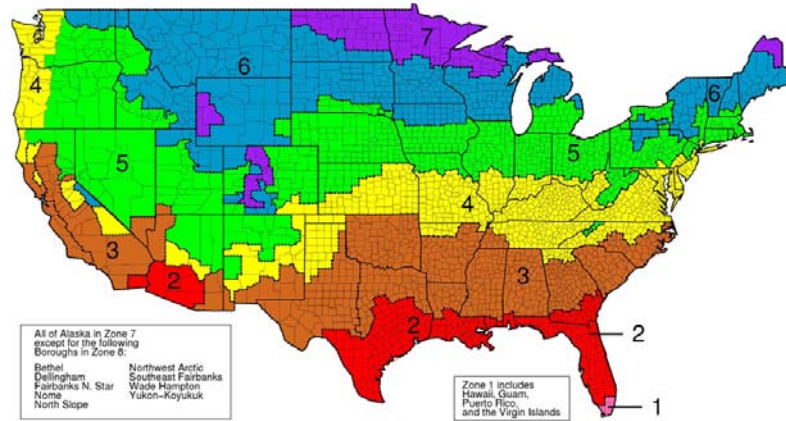 7
6
4
6
5
5
4
3
3
2
2
2
1
All of Alaska in Zone 7
except for the following
Boroughs in Zone 8:
Bethel Northwest Arctic
Dellingham Southeast Fairbanks
Fairbanks N. Star Wade Hampton
Nome Yukon-Koyukuk
North Slope
Zone 1 includes
Hawaii, Guam,
Puerto Rico,
and the Virgin Islands